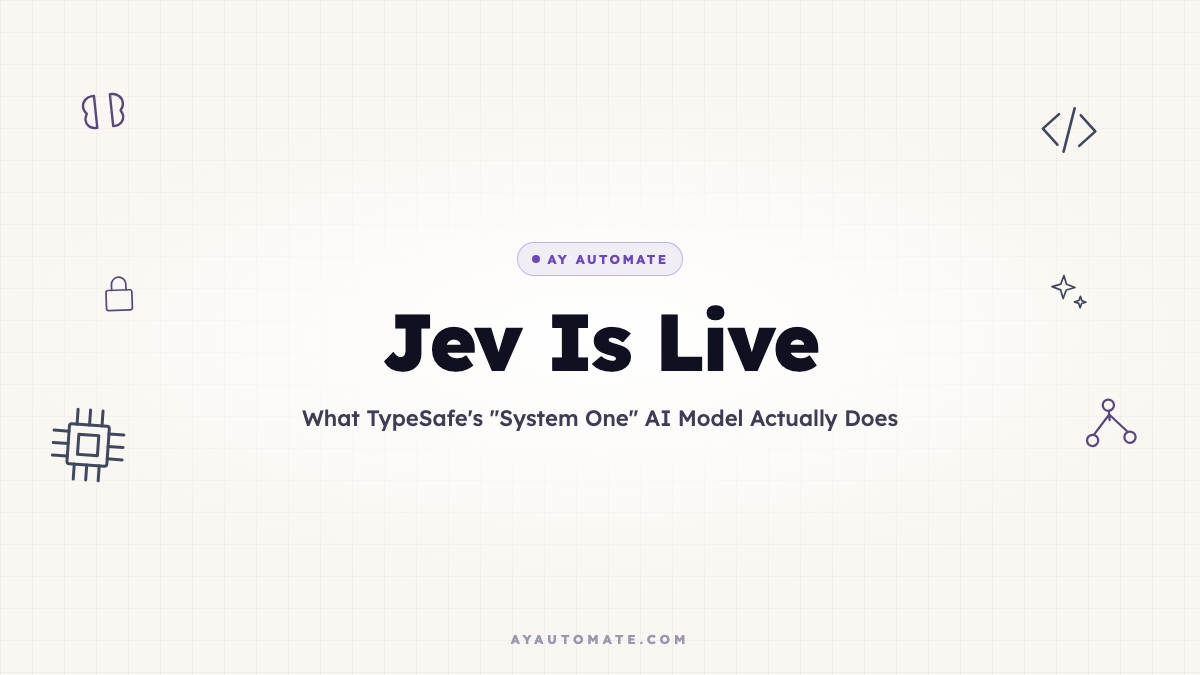 AY AUTOMATE
Jev Is Live
What TypeSafe's "System One" AI Model Actually Does
AYAUTOMATE.COM